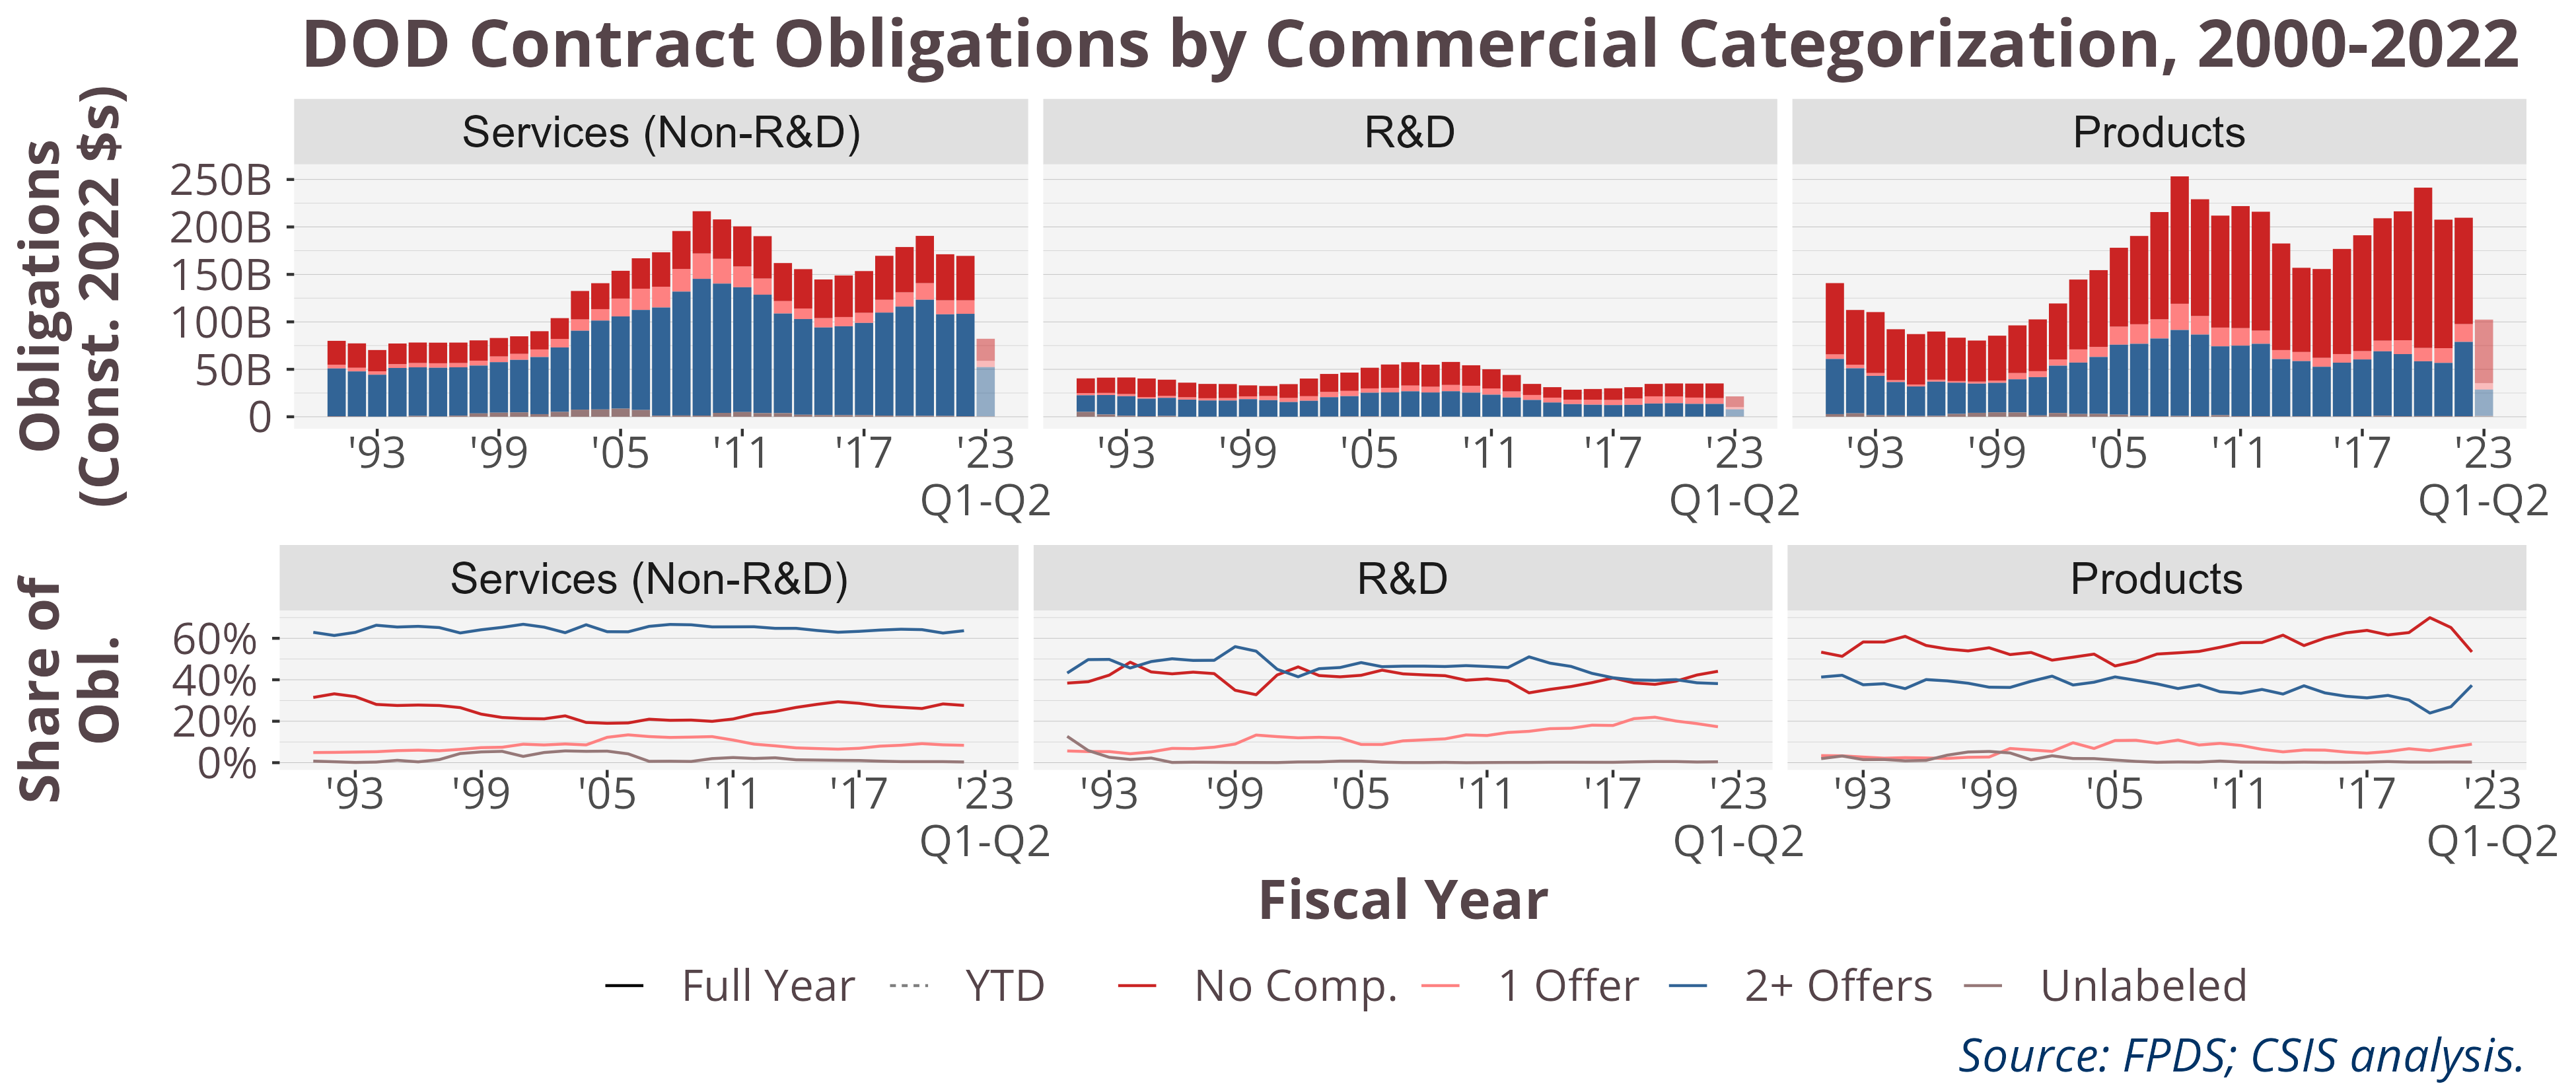 DOD Contract Obligations by Commercial Categorization, 2000-2022
Obligations
(Const. 2022 $s)
Services (Non-R&D)
R&D
Products
250B
200B
150B
100B
50B
0
'93 '99 '05 '11 '17 '23
Q1-Q2
'93 '99 '05 '11 '17 '23
Q1-Q2
'93 '99 '05 '11 '17 '23
Q1-Q2
Share of
Obl.
Services (Non-R&D)
R&D
Products
60%
40%
20%
0%
'93 '99 '05 '11 '17 '23
Q1-Q2
'93 '99 '05 '11 '17 '23
Q1-Q2
'93 '99 '05 '11 '17 '23
Q1-Q2
Fiscal Year
Full Year YTD No Comp. 1 Offer 2+ Offers Unlabeled
Source: FPDS; CSIS analysis.